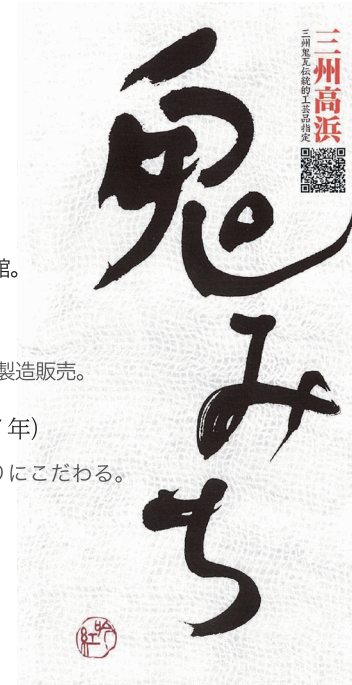 三州高浜
三州鬼瓦伝統的工芸品指定
鬼みち
館。
製造販売。
年）
りにこだわる。